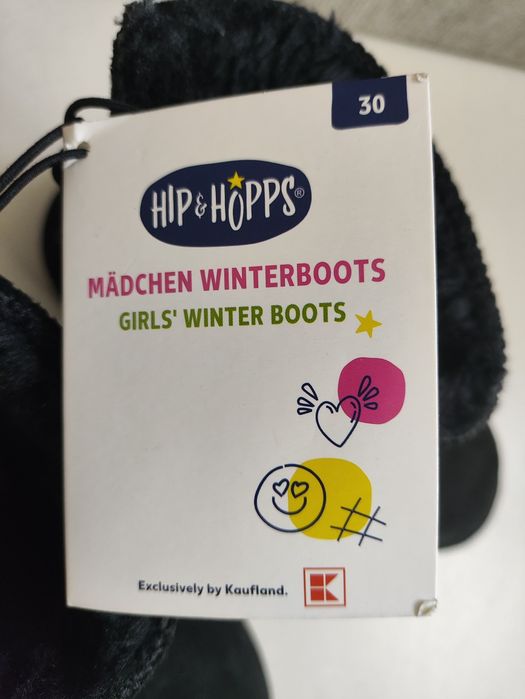 30
HIP & HOPPS®
MÄDCHEN WINTERBOOTS
GIRLS' WINTER BOOTS
#
Exclusively by Kaufland.
K